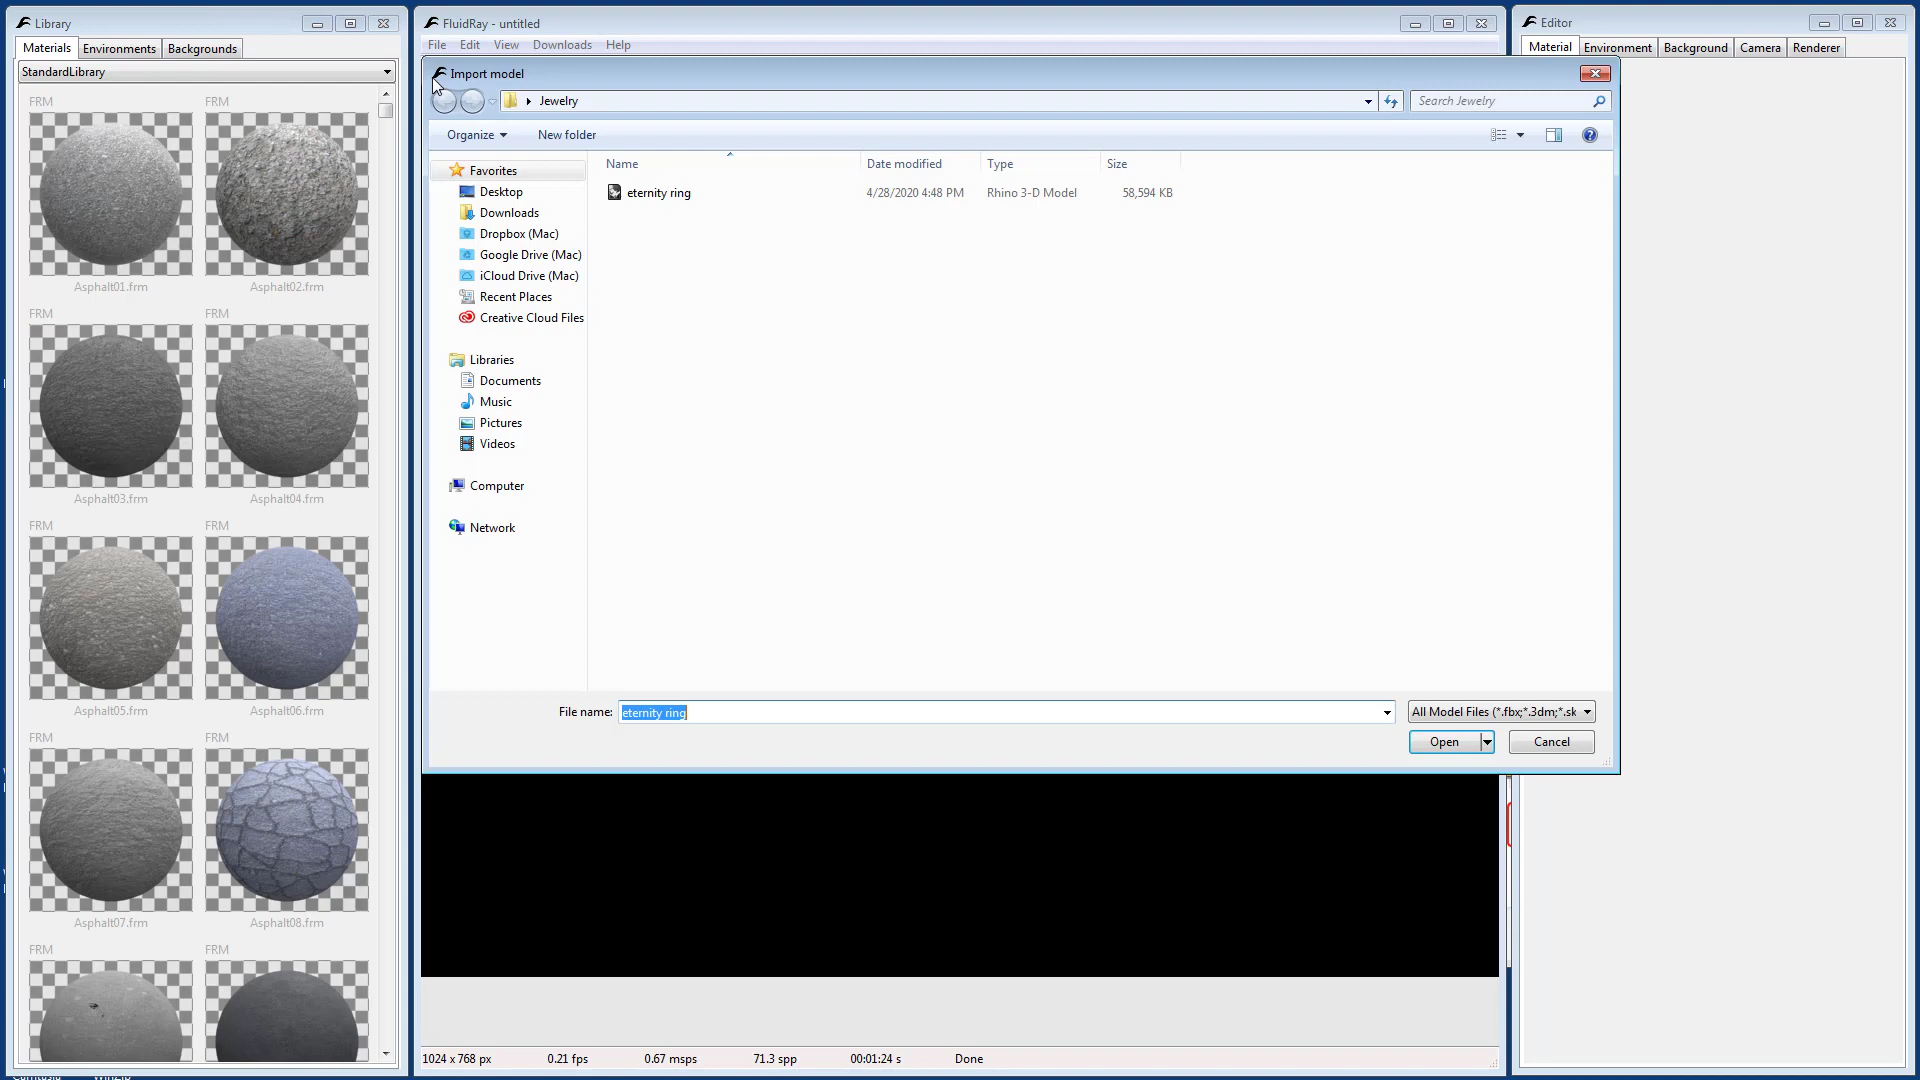 Library
Materials Environments Backgrounds
StandardLibrary
FRM FRM
Asphalt01.frm Asphalt02.frm
FRM FRM
Asphalt03.frm Asphalt04.frm
FRM FRM
Asphalt05.frm Asphalt06.frm
FRM FRM
Asphalt07.frm Asphalt08.frm
FRM FRM
FluidRay - untitled
File Edit View Downloads Help
Import model
Jewelry
Search Jewelry
Organize New folder
Favorites
Desktop
Downloads
Dropbox (Mac)
Google Drive (Mac)
iCloud Drive (Mac)
Recent Places
Creative Cloud Files
Libraries
Documents
Music
Pictures
Videos
Computer
Network
Name Date modified Type Size
eternity ring 4/28/2020 4:48 PM Rhino 3-D Model 58,594 KB
File name: eternity ring All Model Files (*.fbx;*.3dm;*.sk
Open Cancel
1024 x 768 px 0.21 fps 0.67 msps 71.3 spp 00:01:24 s Done
Editor
Material Environment Background Camera Renderer